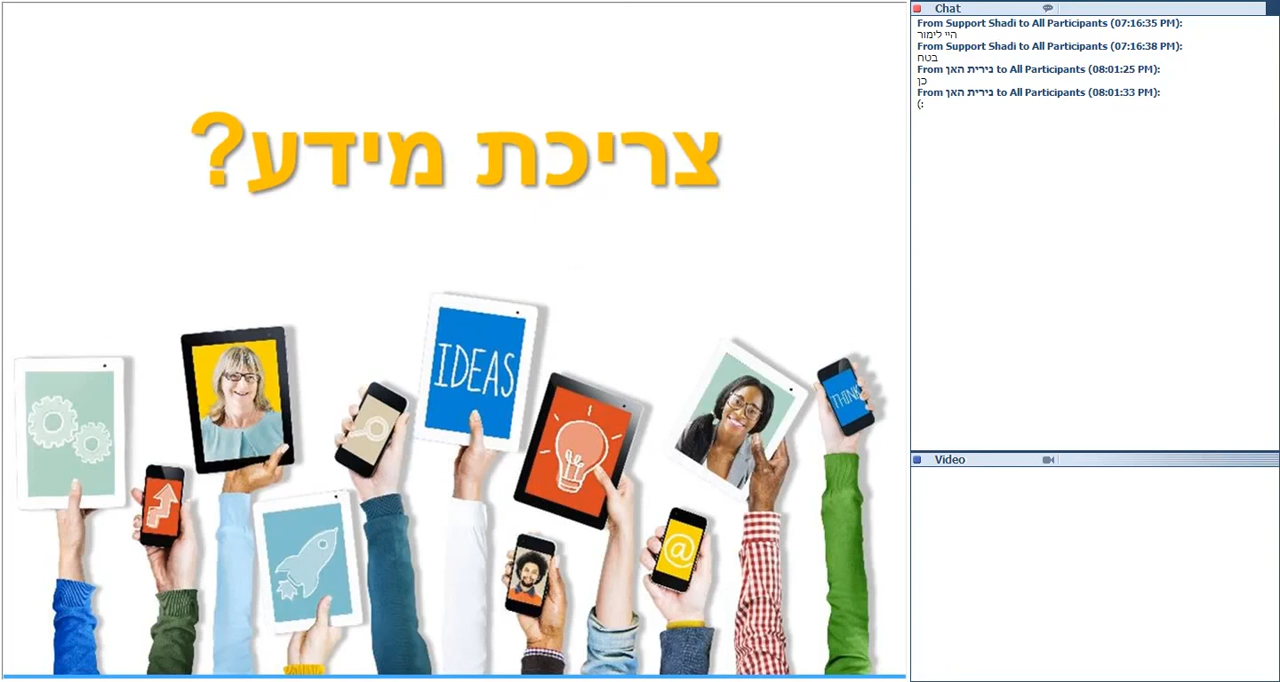 צריכת מידע?
IDEAS
THINK
@
Chat
From Support Shadi to All Participants (07:16:35 PM):
היי לימור
From Support Shadi to All Participants (07:16:38 PM):
בטח
From נירית האן to All Participants (08:01:25 PM):
כן
From נירית האן to All Participants (08:01:33 PM):
:)
Video